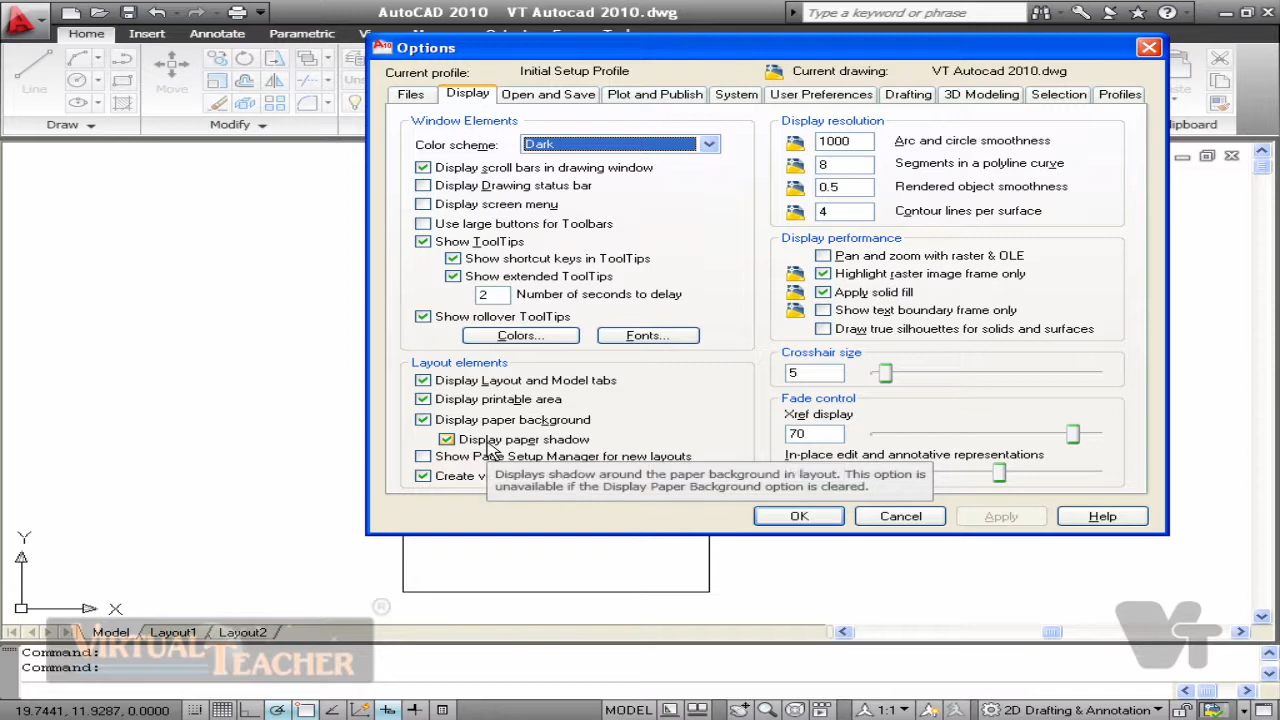 AutoCAD 2010 VT Autocad 2010.dwg
Type a keyword or phrase
Home Insert Annotate Parametric
Line
Move
Draw
Modify
Options
Current profile: Initial Setup Profile
Current drawing: VT Autocad 2010.dwg
Files Display Open and Save Plot and Publish System User Preferences Drafting 3D Modeling Selection Profiles
Window Elements
Color scheme: Dark
Display scroll bars in drawing window
Display Drawing status bar
Display screen menu
Use large buttons for Toolbars
Show ToolTips
Show shortcut keys in ToolTips
Show extended ToolTips
2 Number of seconds to delay
Show rollover ToolTips
Colors... Fonts...
Layout elements
Display Layout and Model tabs
Display printable area
Display paper background
Display paper shadow
Show Page Setup Manager for new layouts
Create v
Displays shadow around the paper background in layout. This option is
unavailable if the Display Paper Background option is cleared.
Display resolution
1000 Arc and circle smoothness
8 Segments in a polyline curve
0.5 Rendered object smoothness
4 Contour lines per surface
Display performance
Pan and zoom with raster & OLE
Highlight raster image frame only
Apply solid fill
Show text boundary frame only
Draw true silhouettes for solids and surfaces
Crosshair size
5
Fade control
Xref display
70
In-place edit and annotative representations
OK Cancel Apply Help
Y
X
Model Layout1 Layout2
Command:
Command:
VIRTUAL
TEACHER
®
VT
19.7441, 11.9287, 0.0000
MODEL
1:1
2D Drafting & Annotation